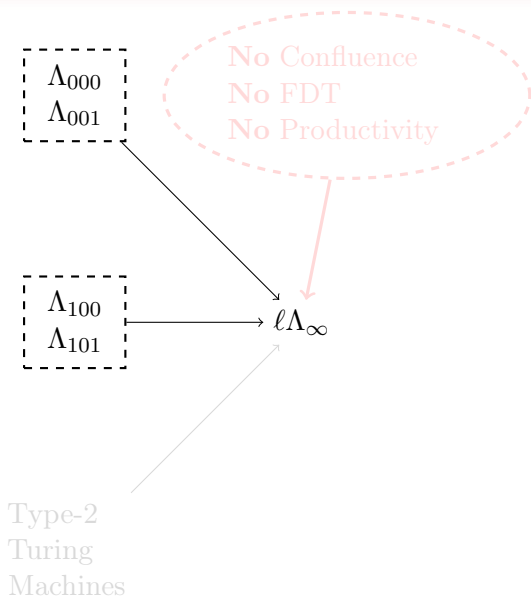 Λ₀₀₀
Λ₀₀₁
No Confluence
No FDT
No Productivity
Λ₁₀₀
Λ₁₀₁
ℓΛ∞
Type-2
Turing
Machines